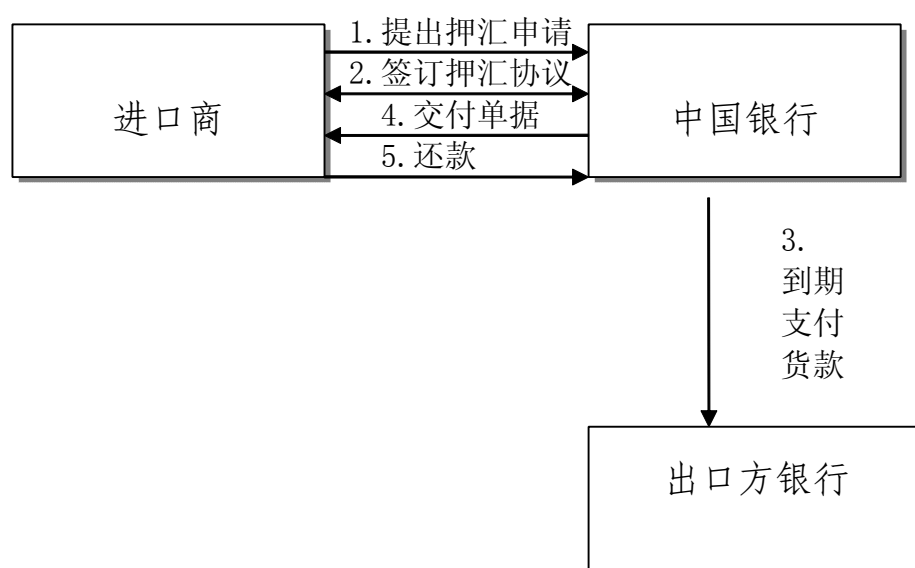 1.提出押汇申请
2.签订押汇协议
进口商
4.交付单据
中国银行
5.还款
3.
到期
支付
货款
出口方银行